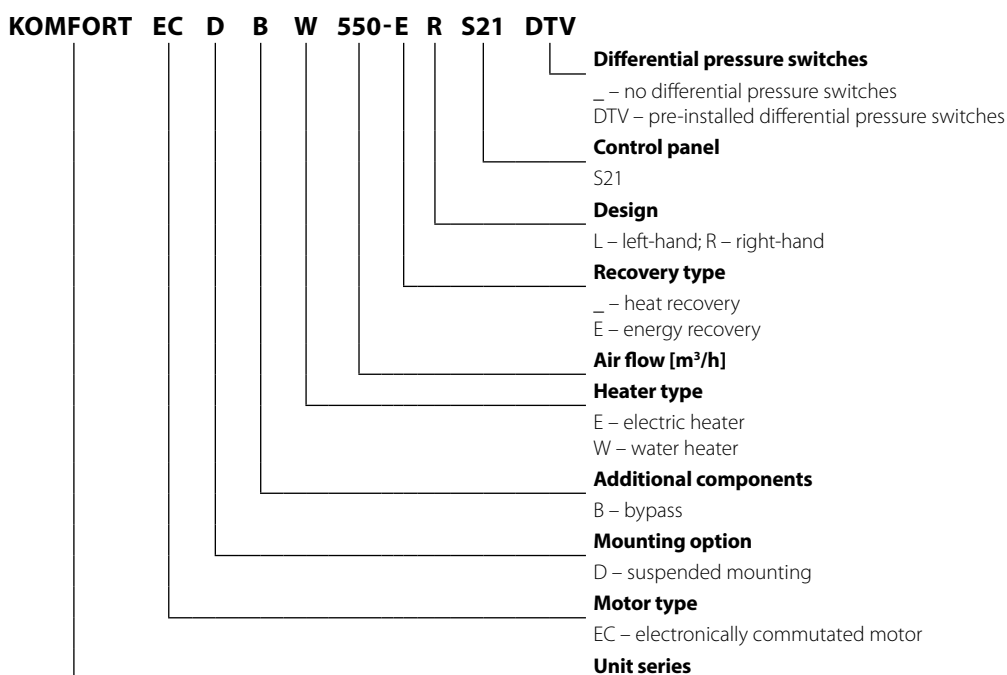 KOMFORT EC D B W 550-E R S21 DTV
Differential pressure switches
_ – no differential pressure switches
DTV – pre-installed differential pressure switches
Control panel
S21
Design
L – left-hand; R – right-hand
Recovery type
_ – heat recovery
E – energy recovery
Air flow [m³/h]
Heater type
E – electric heater
W – water heater
Additional components
B – bypass
Mounting option
D – suspended mounting
Motor type
EC – electronically commutated motor
Unit series